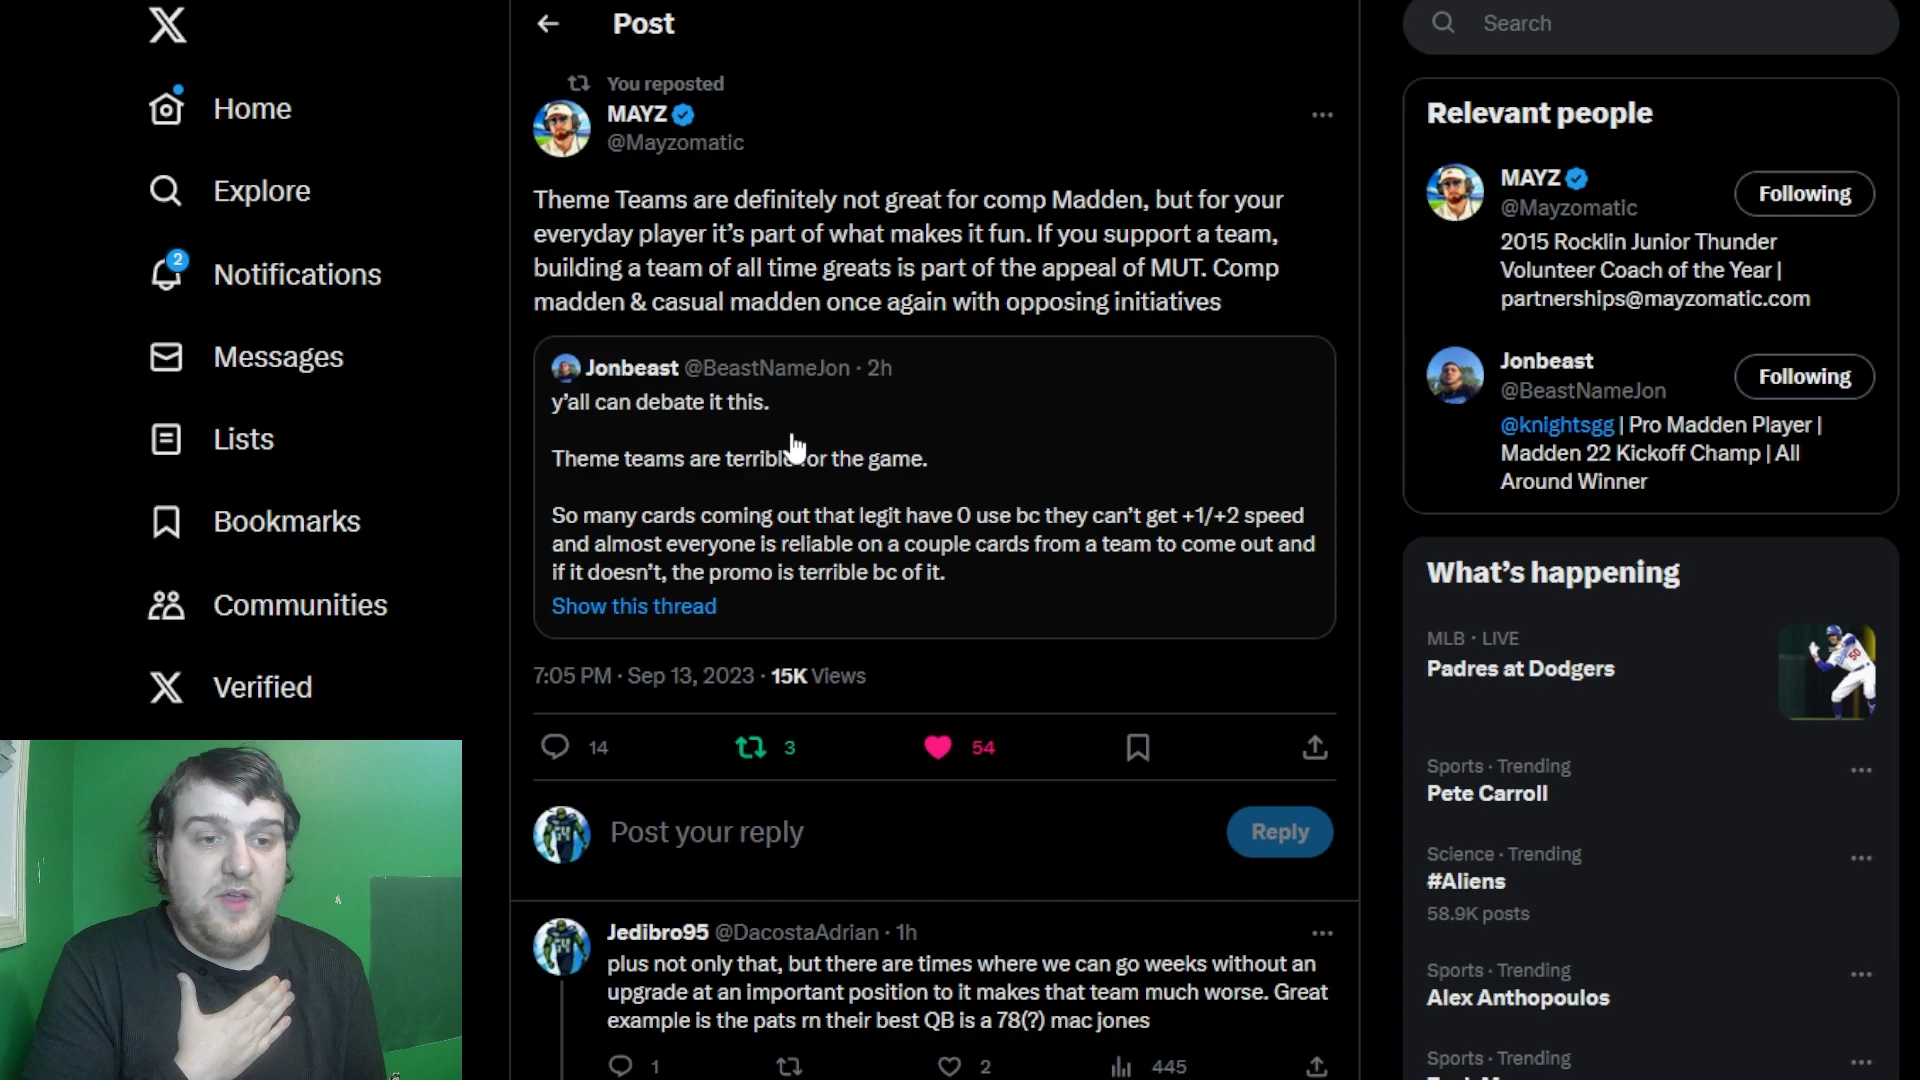 Post
Search
You reposted
MAYZ
@Mayzomatic
Home
Explore
2
Notifications
Messages
Lists
Bookmarks
Communities
Verified
Theme Teams are definitely not great for comp Madden, but for your
everyday player it's part of what makes it fun. If you support a team,
building a team of all time greats is part of the appeal of MUT. Comp
madden & casual madden once again with opposing initiatives
Jonbeast @BeastNameJon · 2h
y'all can debate it this.
Theme teams are terrible for the game.
So many cards coming out that legit have 0 use bc they can't get +1/+2 speed
and almost everyone is reliable on a couple cards from a team to come out and
if it doesn't, the promo is terrible bc of it.
Show this thread
7:05 PM · Sep 13, 2023 · 15K Views
14 3 54
Post your reply
Reply
Jedibro95 @DacostaAdrian · 1h
plus not only that, but there are times where we can go weeks without an
upgrade at an important position to it makes that team much worse. Great
example is the pats rn their best QB is a 78(?) mac jones
1 2 445
Relevant people
MAYZ
@Mayzomatic
Following
2015 Rocklin Junior Thunder
Volunteer Coach of the Year |
partnerships@mayzomatic.com
Jonbeast
@BeastNameJon
Following
@knightsgg | Pro Madden Player |
Madden 22 Kickoff Champ | All
Around Winner
What's happening
MLB · LIVE
Padres at Dodgers
50
Sports · Trending
Pete Carroll
Science · Trending
#Aliens
58.9K posts
Sports · Trending
Alex Anthopoulos
Sports · Trending